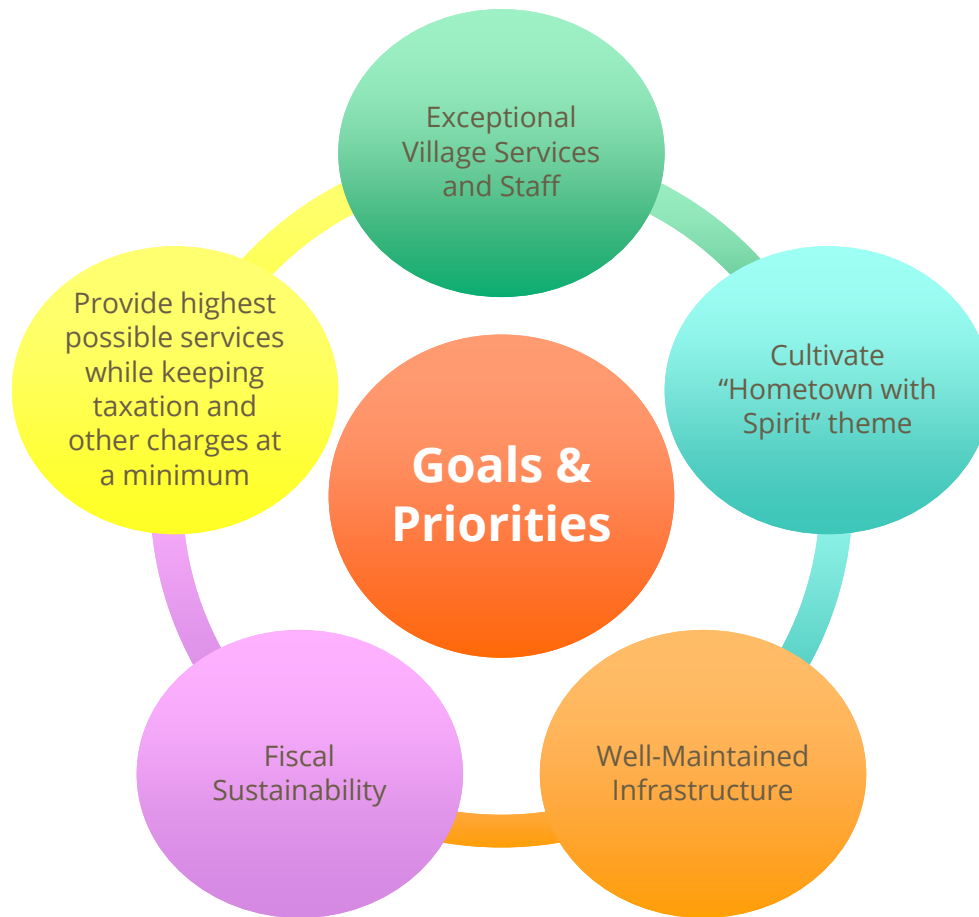 Exceptional
Village Services
and Staff
Provide highest
possible services
while keeping
taxation and
other charges at
a minimum
Cultivate
“Hometown with
Spirit” theme
Goals &
Priorities
Fiscal
Sustainability
Well-Maintained
Infrastructure